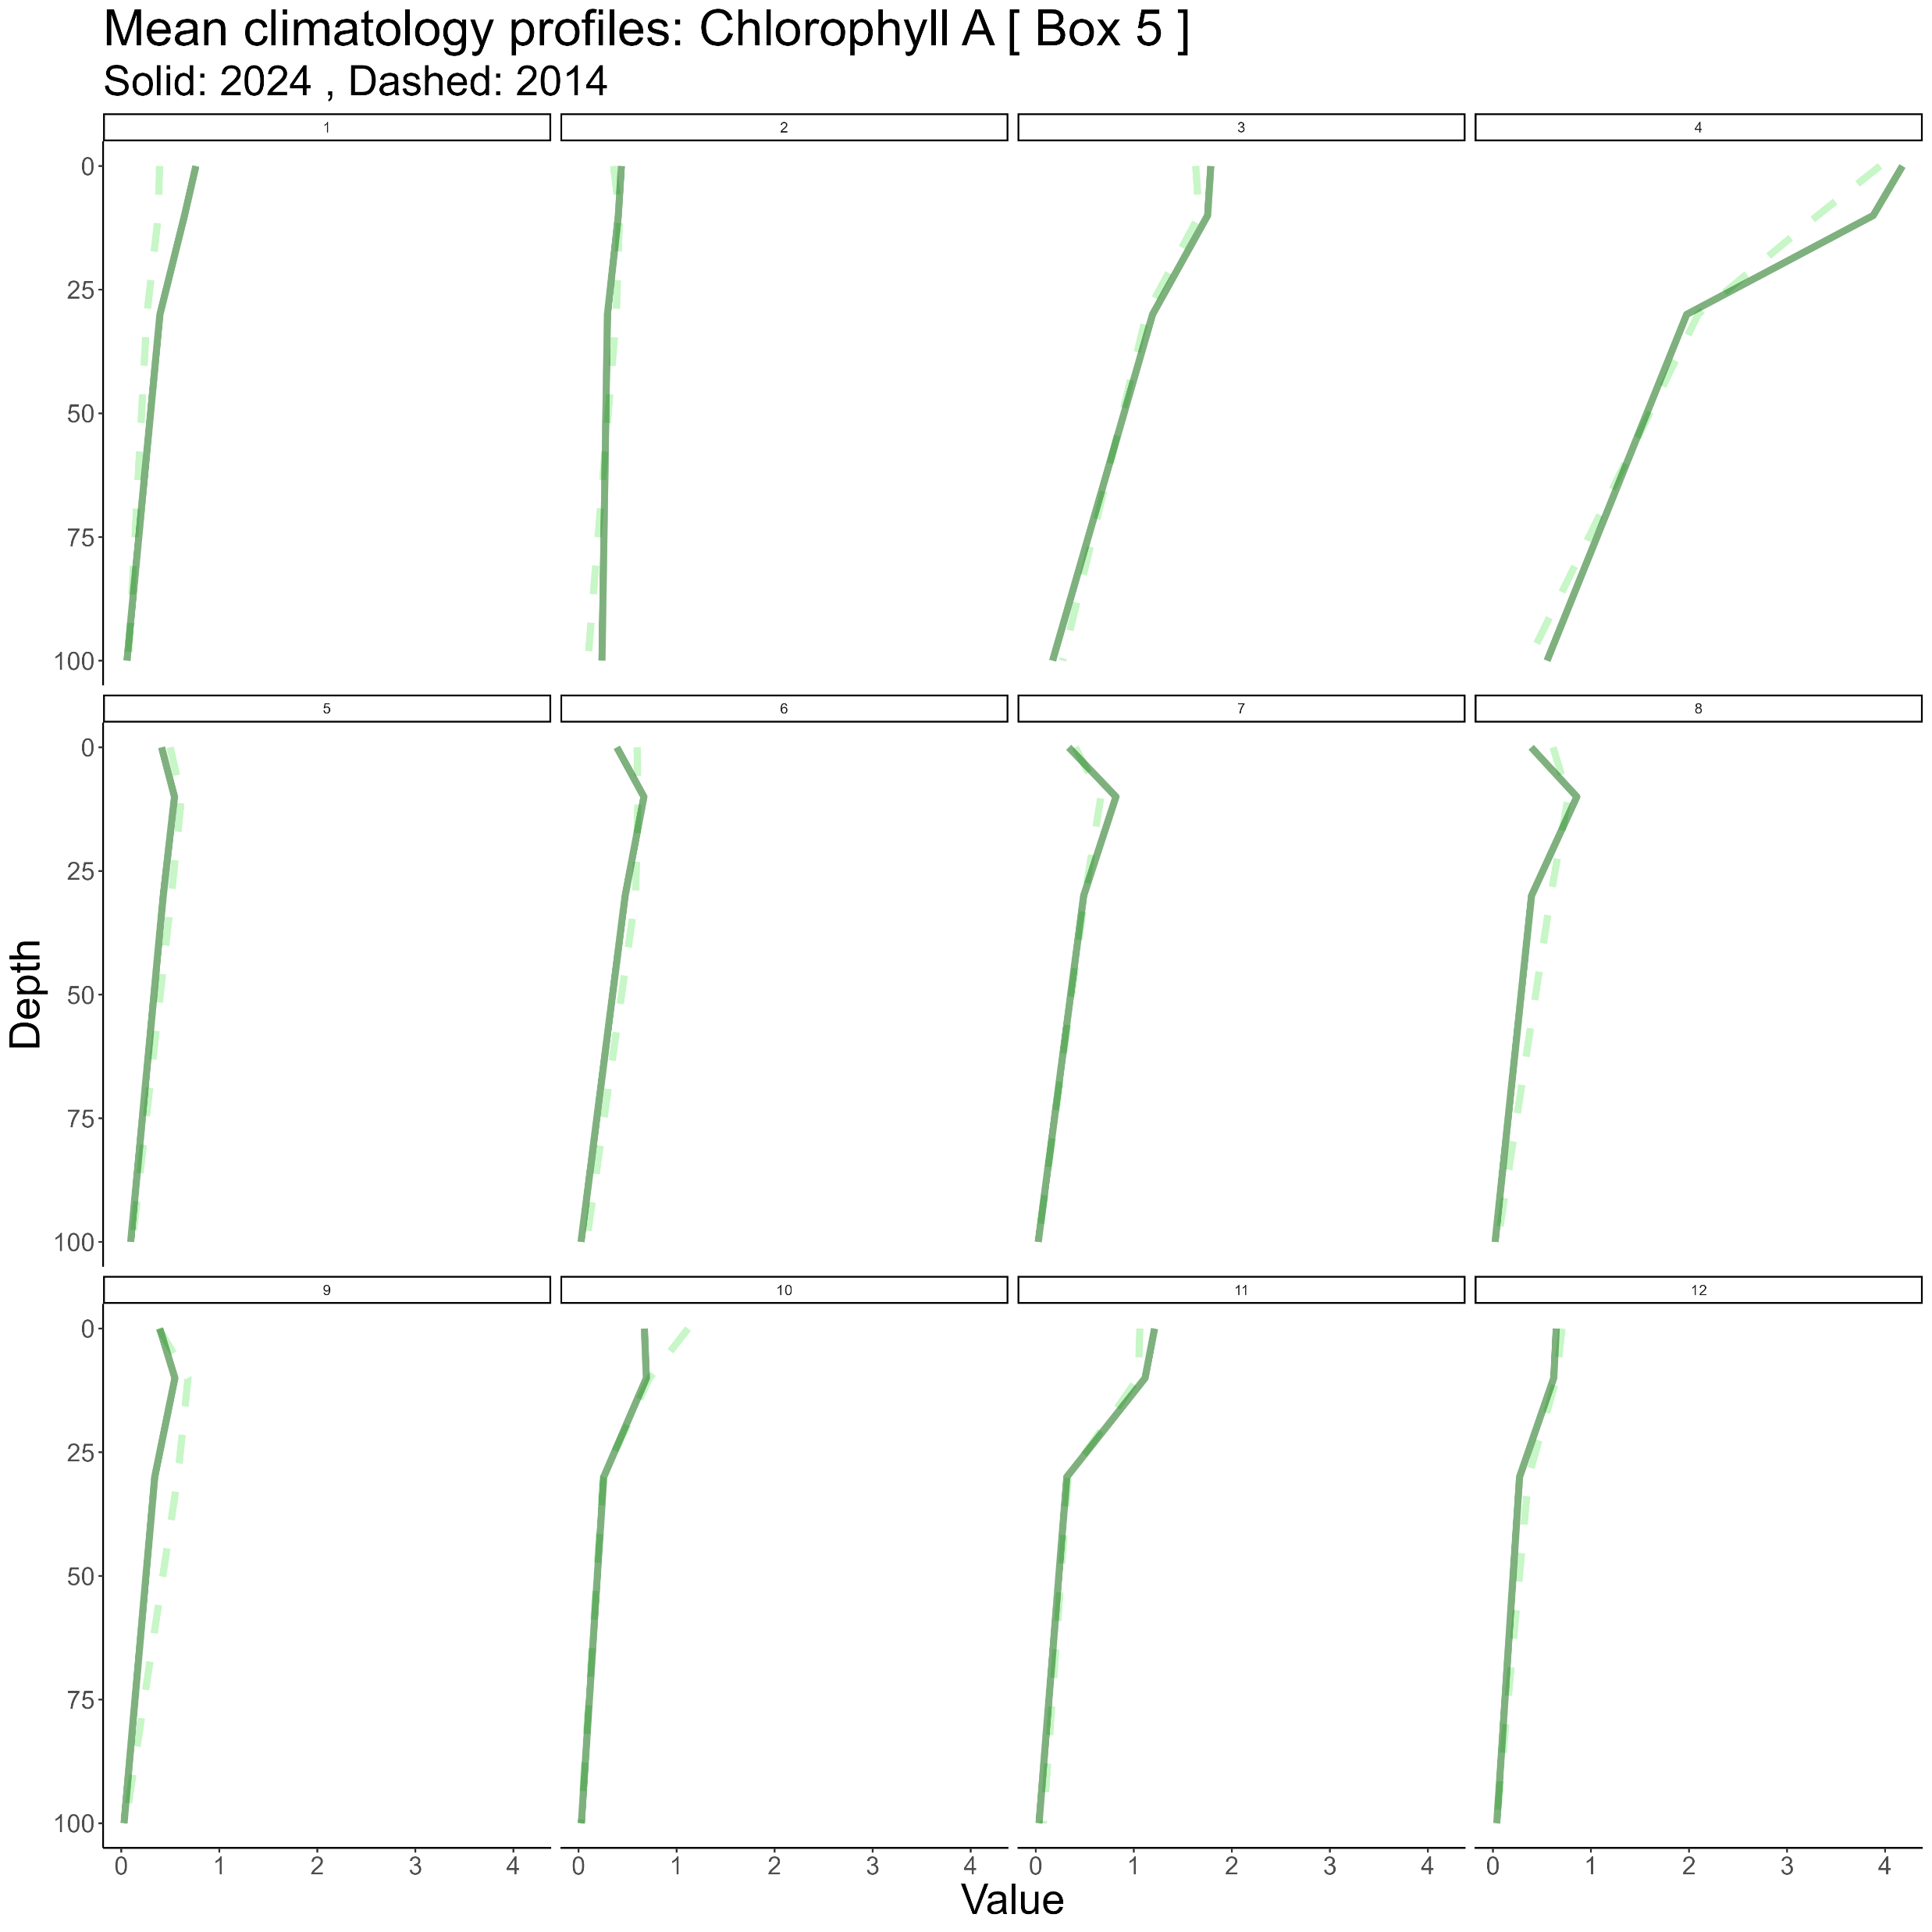 Mean climatology profiles: Chlorophyll A [ Box 5 ]
Solid: 2024 , Dashed: 2014
1 2 3 4
0
25
50
75
100
5 6 7 8
0
25
50
75
100
9 10 11 12
0
25
50
75
100
Depth
0 1 2 3 4 0 1 2 3 4 0 1 2 3 4 0 1 2 3 4
Value